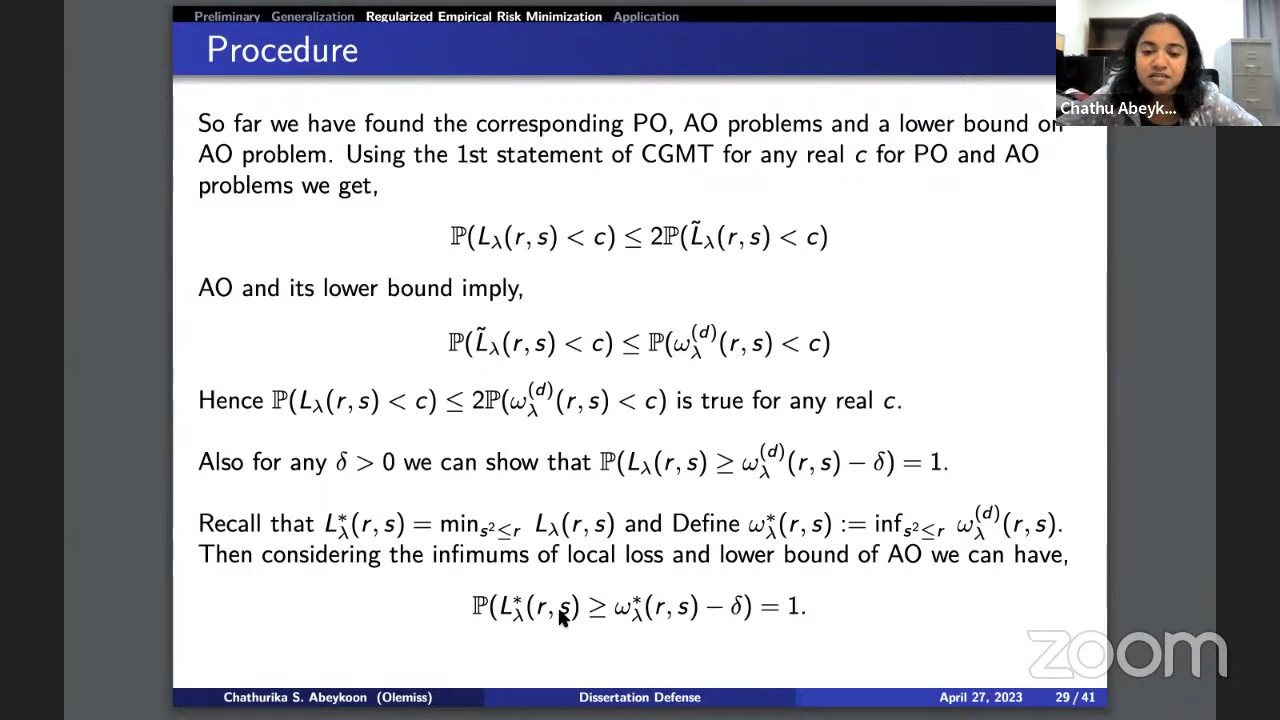 Preliminary Generalization Regularized Empirical Risk Minimization Application
Procedure
Chathu Abeyk...
So far we have found the corresponding PO, AO problems and a lower bound on
AO problem. Using the 1st statement of CGMT for any real c for PO and AO
problems we get,
ℙ(L_λ(r, s) < c) ≤ 2ℙ(L̃_λ(r, s) < c)
AO and its lower bound imply,
ℙ(L̃_λ(r, s) < c) ≤ ℙ(ω_λ^(d)(r, s) < c)
Hence ℙ(L_λ(r, s) < c) ≤ 2ℙ(ω_λ^(d)(r, s) < c) is true for any real c.
Also for any δ > 0 we can show that ℙ(L_λ(r, s) ≥ ω_λ^(d)(r, s) − δ) = 1.
Recall that L*_λ(r, s) = min_{s²≤r} L_λ(r, s) and Define ω*_λ(r, s) := inf_{s²≤r} ω_λ^(d)(r, s).
Then considering the infimums of local loss and lower bound of AO we can have,
ℙ(L*_λ(r, s) ≥ ω*_λ(r, s) − δ) = 1.
zoom
Chathurika S. Abeykoon (Olemiss) Dissertation Defense April 27, 2023 29 / 41